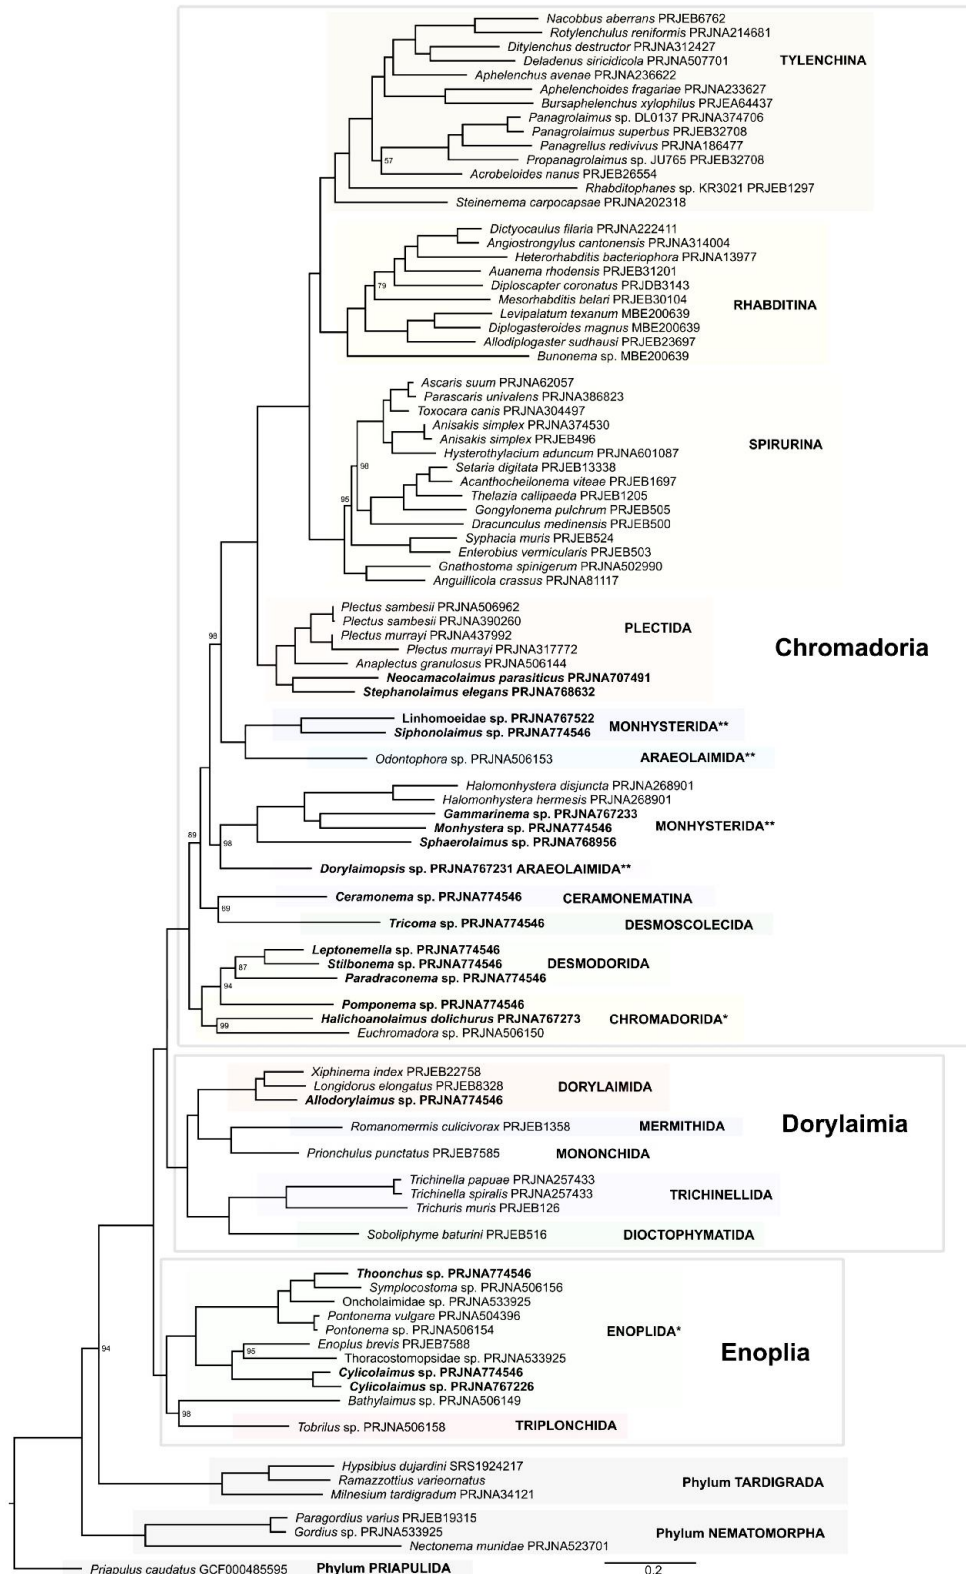 Nacobbus aberrans PRJEB6762
Rotylenchulus reniformis PRJNA214681
Ditylenchus destructor PRJNA312427
Deladenus siricidicola PRJNA507701
TYLENCHINA
Aphelenchus avenae PRJNA236622
Aphelenchoides fragariae PRJNA233627
Bursaphelenchus xylophilus PRJEA64437
Panagrolaimus sp. DL0137 PRJNA374706
Panagrolaimus superbus PRJEB32708
Panagrellus redivivus PRJNA186477
Propanagrolaimus sp. JU765 PRJEB32708
57
Acrobeloides nanus PRJEB26554
Rhabditophanes sp. KR3021 PRJEB1297
Steinernema carpocapsae PRJNA202318
Dictyocaulus filaria PRJNA222411
Angiostrongylus cantonensis PRJNA314004
Heterorhabditis bacteriophora PRJNA13977
Auanema rhodensis PRJEB31201
79
Diploscapter coronatus PRJDB3143
Mesorhabditis belari PRJEB30104
RHABDITINA
Levipalatum texanum MBE200639
Diplogasteroides magnus MBE200639
Allodiplogaster sudhausi PRJEB23697
Bunonema sp. MBE200639
Ascaris suum PRJNA62057
Parascaris univalens PRJNA386823
Toxocara canis PRJNA304497
Anisakis simplex PRJNA374530
Anisakis simplex PRJEB496
SPIRURINA
Hysterothylacium aduncum PRJNA601087
98
Setaria digitata PRJEB13338
Acanthocheilonema viteae PRJEB1697
Thelazia callipaeda PRJEB1205
95
Gongylonema pulchrum PRJEB505
Dracunculus medinensis PRJEB500
Syphacia muris PRJEB524
Enterobius vermicularis PRJEB503
Gnathostoma spinigerum PRJNA502990
Anguillicola crassus PRJNA81117
Plectus sambesii PRJNA506962
Plectus sambesii PRJNA390260
PLECTIDA
Plectus murrayi PRJNA437992
98
Plectus murrayi PRJNA317772
Chromadoria
Anaplectus granulosus PRJNA506144
Neocamacolaimus parasiticus PRJNA707491
Stephanolaimus elegans PRJNA768632
Linhomoeidae sp. PRJNA767522
MONHYSTERIDA**
Siphonolaimus sp. PRJNA774546
Odontophora sp. PRJNA506153
ARAEOLAIMIDA**
Halomonhystera disjuncta PRJNA268901
Halomonhystera hermesis PRJNA268901
Gammarinema sp. PRJNA767233
Monhystera sp. PRJNA774546
MONHYSTERIDA**
89
Sphaerolaimus sp. PRJNA768956
98
Dorylaimopsis sp. PRJNA767231 ARAEOLAIMIDA**
Ceramonema sp. PRJNA774546
CERAMONEMATINA
69
Tricoma sp. PRJNA774546
DESMOSCOLECIDA
Leptonemella sp. PRJNA774546
87
Stilbonema sp. PRJNA774546
DESMODORIDA
Paradraconema sp. PRJNA774546
94
Pomponema sp. PRJNA774546
Halichoanolaimus dolichurus PRJNA767273
CHROMADORIDA*
99
Euchromadora sp. PRJNA506150
Xiphinema index PRJEB22758
Longidorus elongatus PRJEB8328
DORYLAIMIDA
Allodorylaimus sp. PRJNA774546
Dorylaimia
Romanomermis culicivorax PRJEB1358
MERMITHIDA
Prionchulus punctatus PRJEB7585
MONONCHIDA
Trichinella papuae PRJNA257433
Trichinella spiralis PRJNA257433
TRICHINELLIDA
Trichuris muris PRJEB126
Soboliphyme baturini PRJEB516
DIOCTOPHYMATIDA
Thoonchus sp. PRJNA774546
Symplocostoma sp. PRJNA506156
Oncholaimidae sp. PRJNA533925
Pontonema vulgare PRJNA504396
Pontonema sp. PRJNA506154
ENOPLIDA*
Enoplus brevis PRJEB7588
94
95
Thoracostomopsidae sp. PRJNA533925
Enoplia
Cylicolaimus sp. PRJNA774546
Cylicolaimus sp. PRJNA767226
Bathylaimus sp. PRJNA506149
98
Tobrilus sp. PRJNA506158
TRIPLONCHIDA
Hypsibius dujardini SRS1924217
Ramazzottius varieornatus
Phylum TARDIGRADA
Milnesium tardigradum PRJNA34121
Paragordius varius PRJEB19315
Gordius sp. PRJNA533925
Phylum NEMATOMORPHA
Nectonema munidae PRJNA523701
Priapulus caudatus GCF000485595
Phylum PRIAPULIDA
0.2